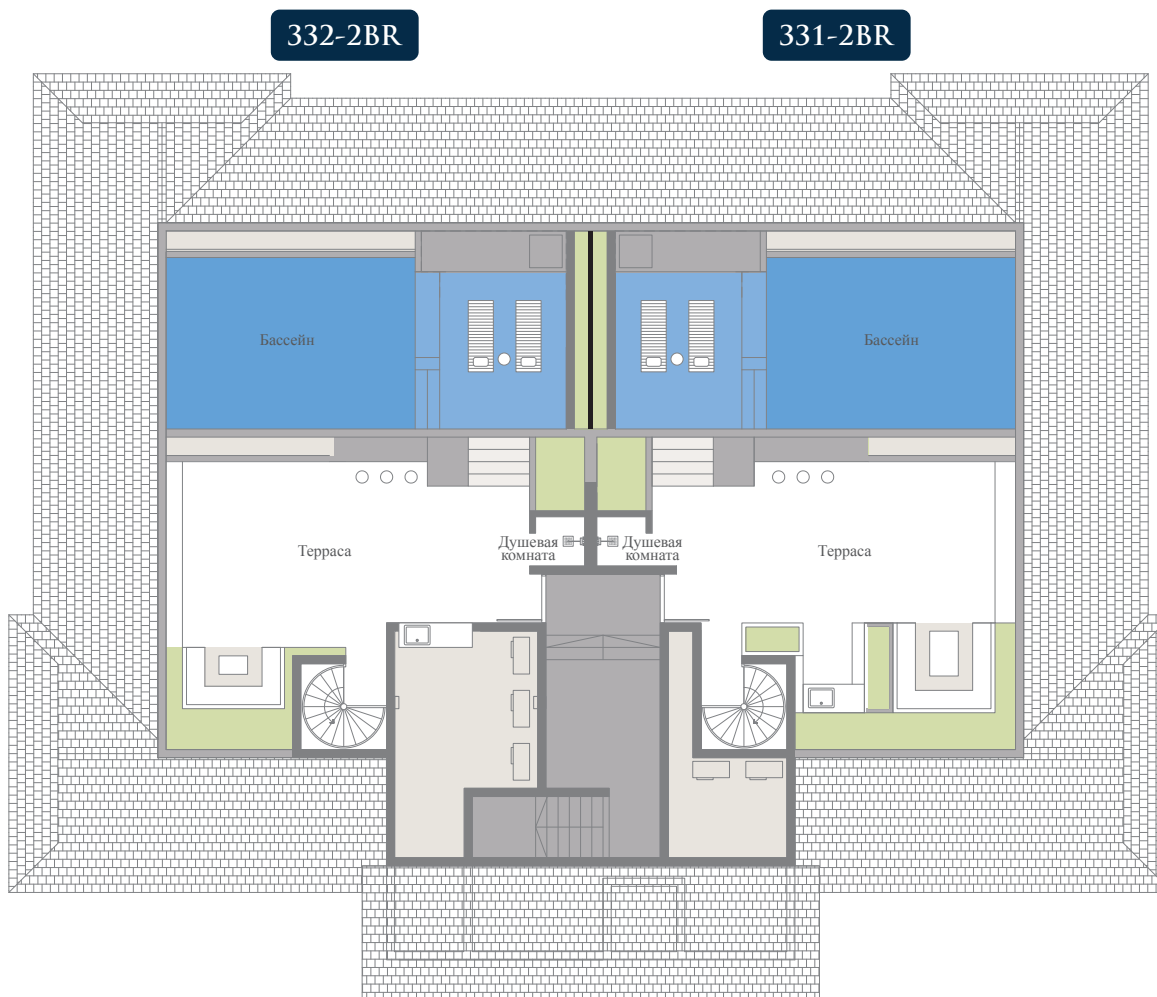 332-2BR
331-2BR
Бассейн
Бассейн
Душевая
комната
Душевая
комната
Терраса
Терраса